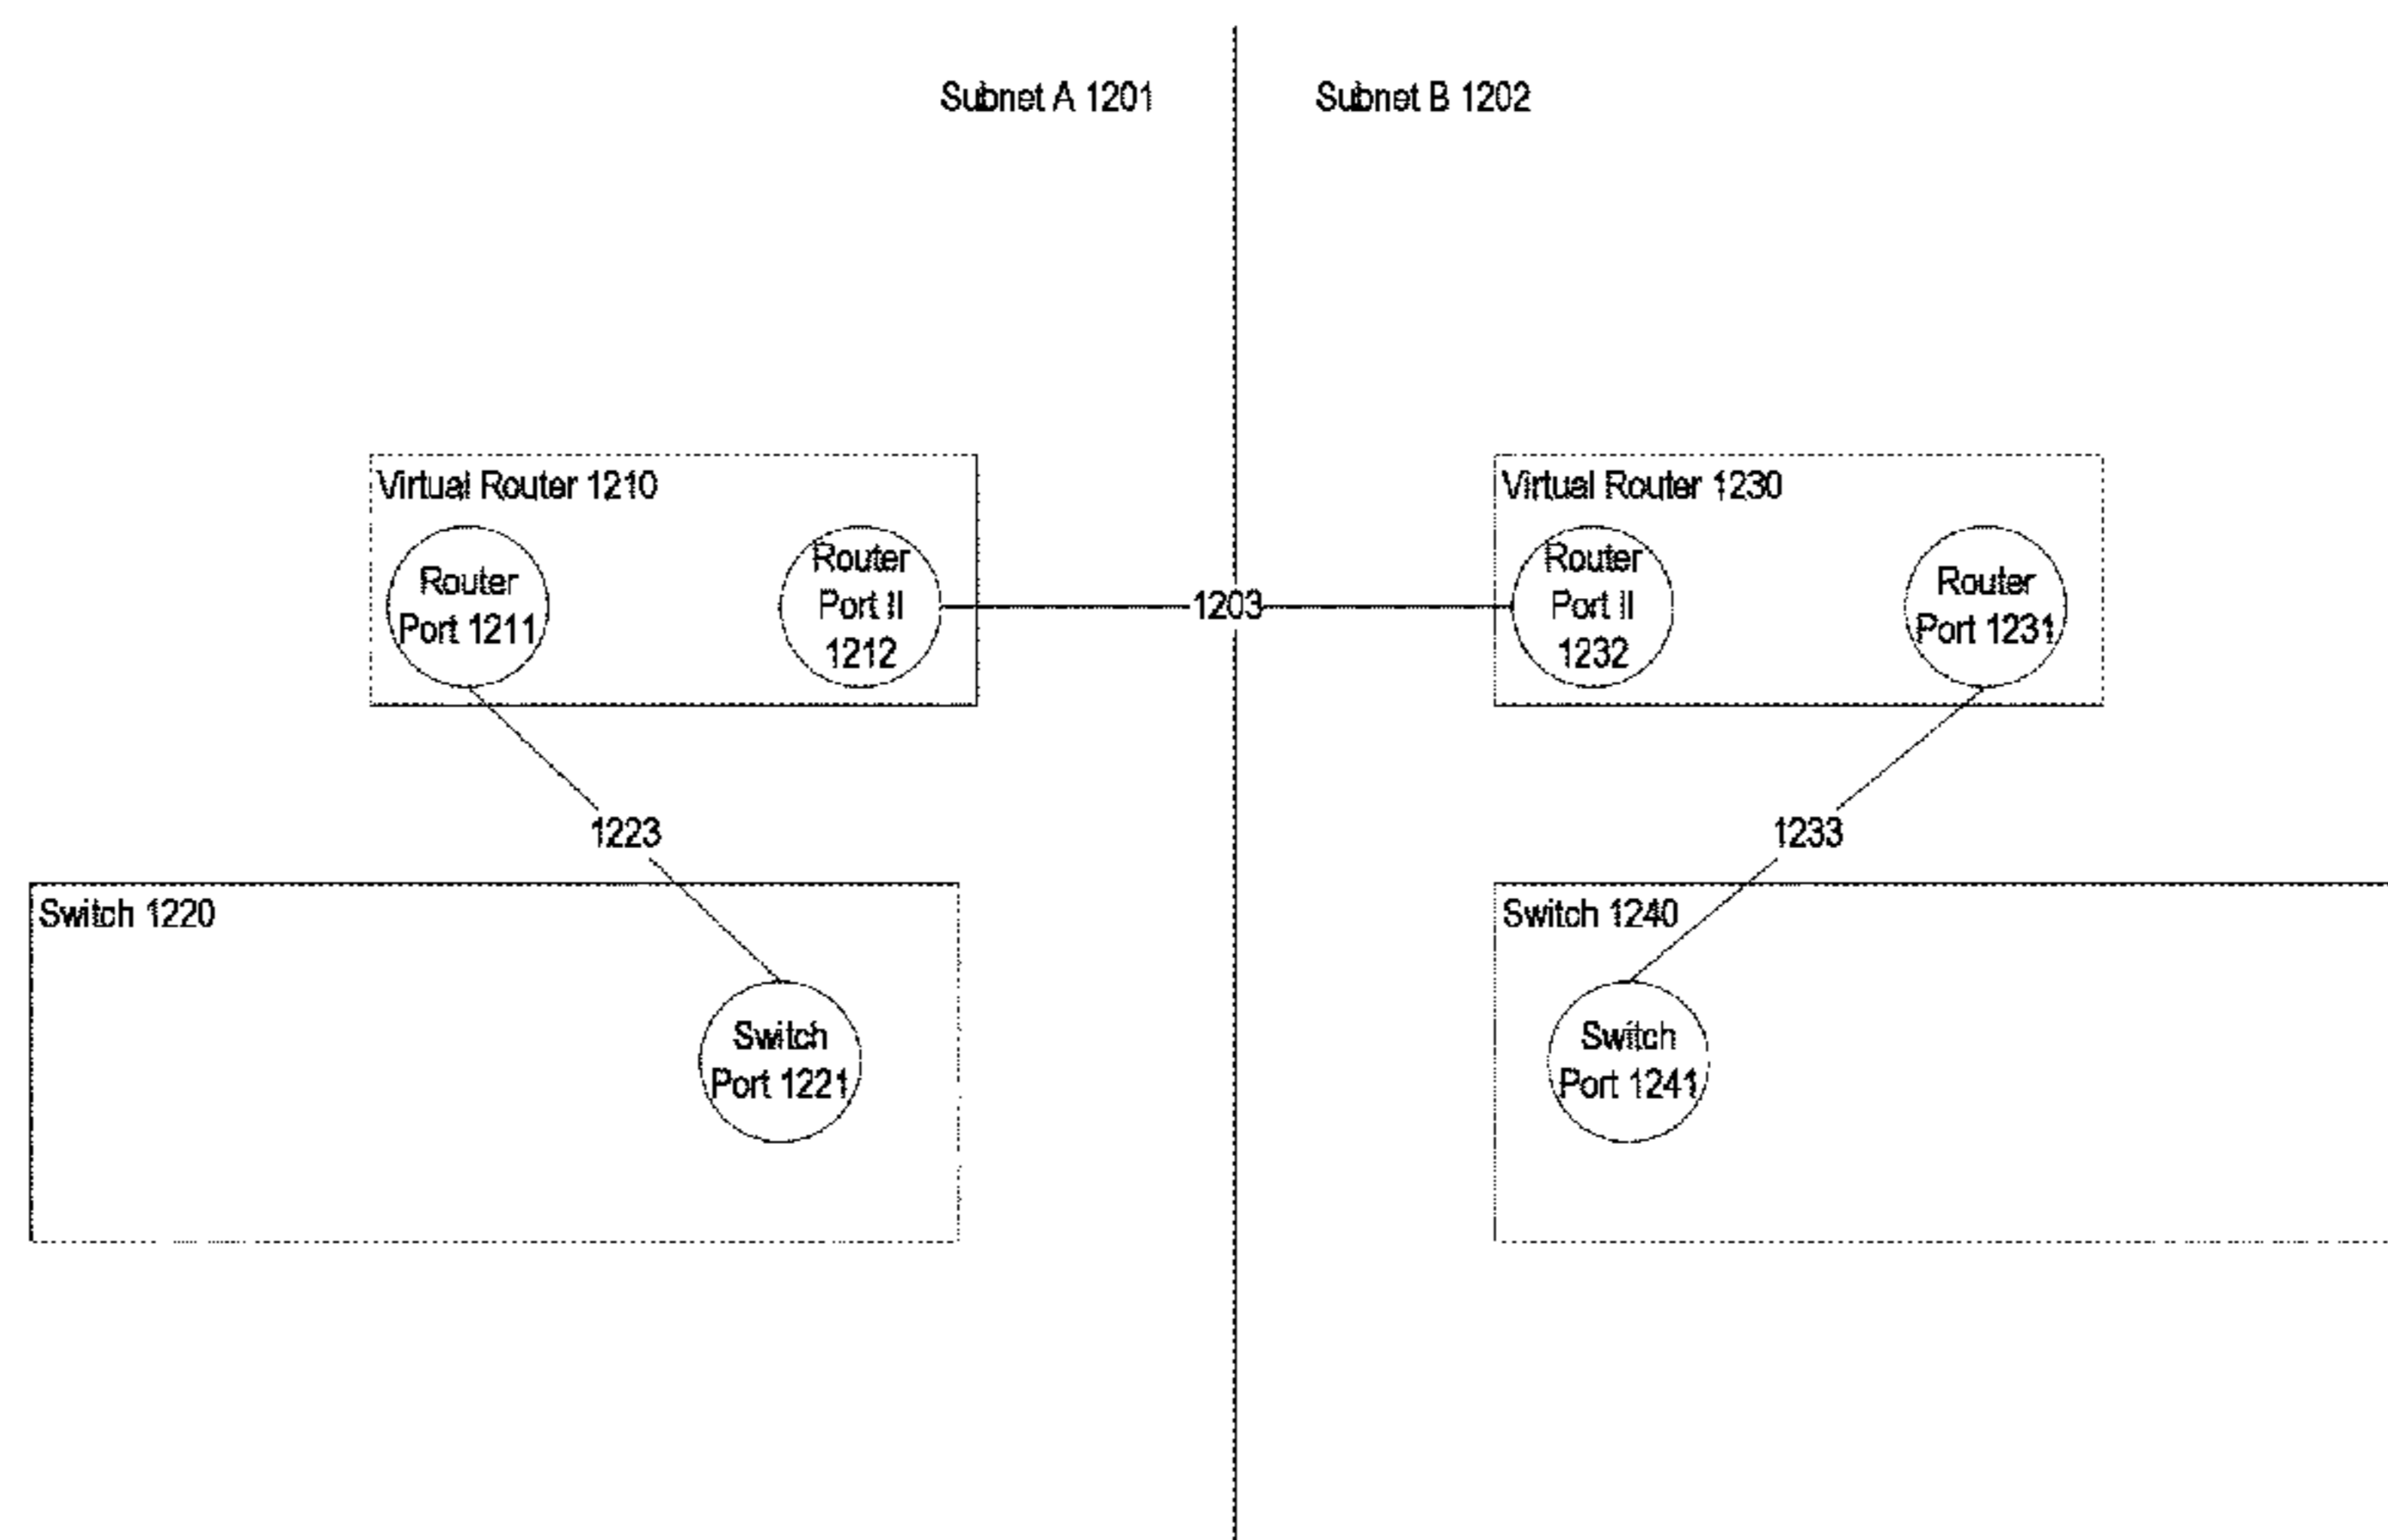 Subnet A 1201
Subnet B 1202
Virtual Router 1210
Router
Port 1211
Router
Port II
1212
1203
Virtual Router 1230
Router
Port II
1232
Router
Port 1231
1223
1233
Switch 1220
Switch
Port 1221
Switch 1240
Switch
Port 1241